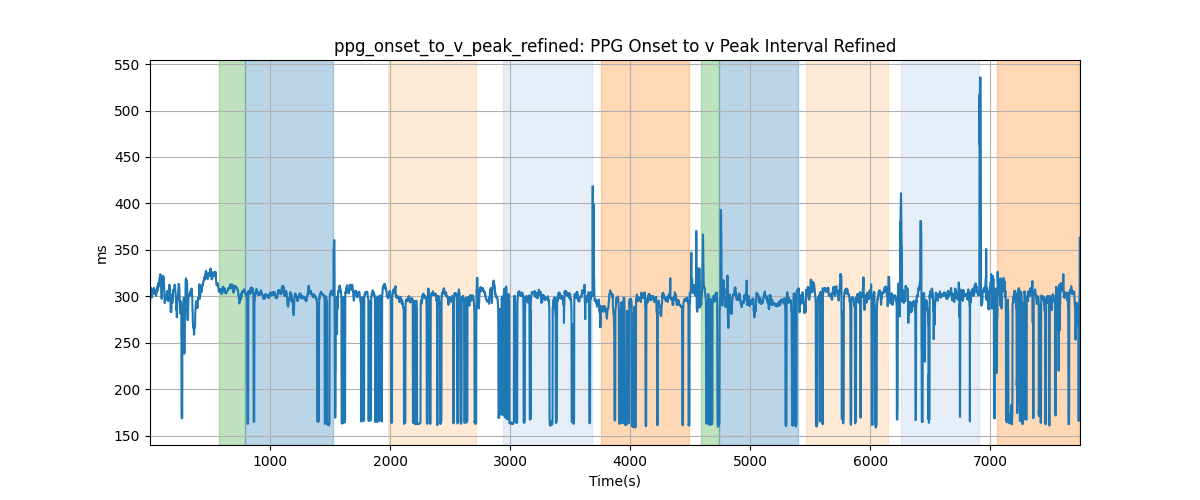 ppg_onset_to_v_peak_refined: PPG Onset to v Peak Interval Refined
550
500
450
400
350
300
250
200
150
ms
1000 2000 3000 4000 5000 6000 7000
Time(s)